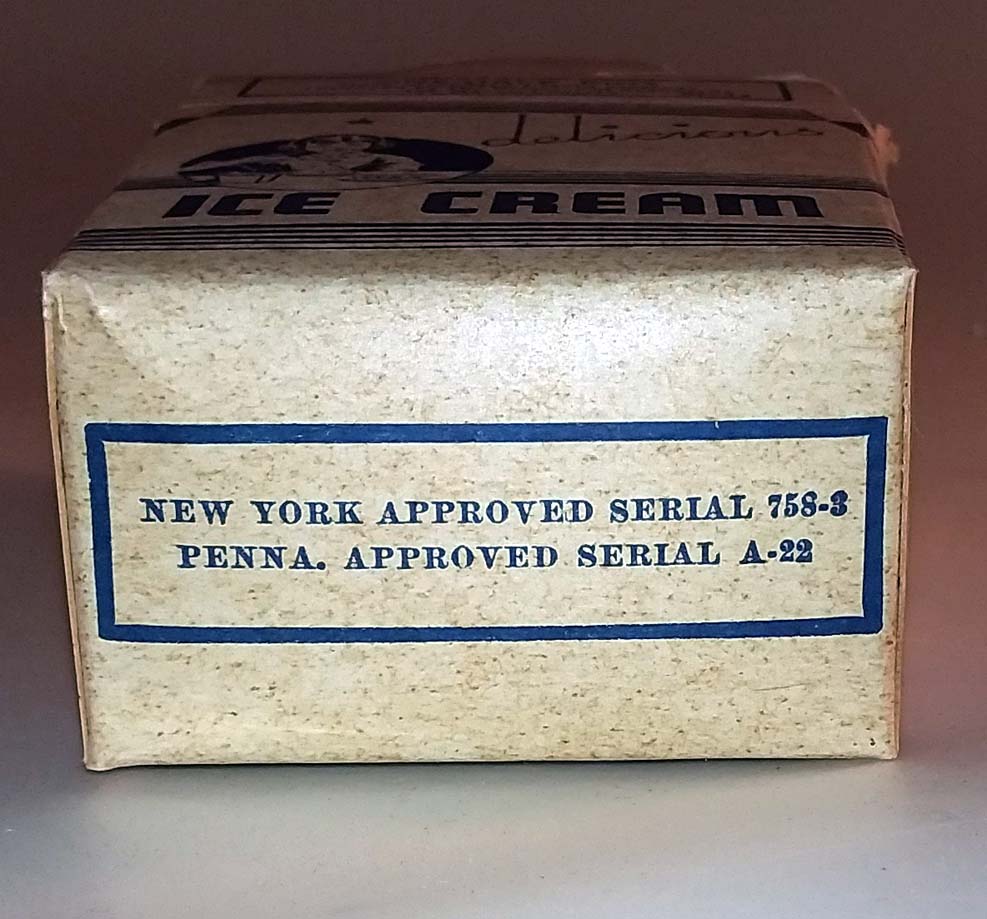 delicious
ICE CREAM
NEW YORK APPROVED SERIAL 758-3
PENNA. APPROVED SERIAL A-22